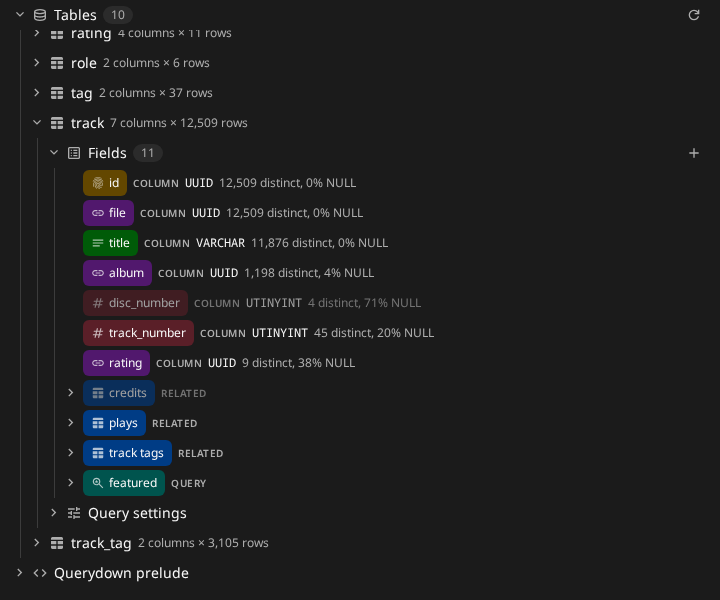 Tables 10
rating 4 columns × 11 rows
role 2 columns × 6 rows
tag 2 columns × 37 rows
track 7 columns × 12,509 rows
Fields 11
id COLUMN UUID 12,509 distinct, 0% NULL
file COLUMN UUID 12,509 distinct, 0% NULL
title COLUMN VARCHAR 11,876 distinct, 0% NULL
album COLUMN UUID 1,198 distinct, 4% NULL
# disc_number COLUMN UTINYINT 4 distinct, 71% NULL
# track_number COLUMN UTINYINT 45 distinct, 20% NULL
rating COLUMN UUID 9 distinct, 38% NULL
credits RELATED
plays RELATED
track tags RELATED
featured QUERY
Query settings
track_tag 2 columns × 3,105 rows
Querydown prelude